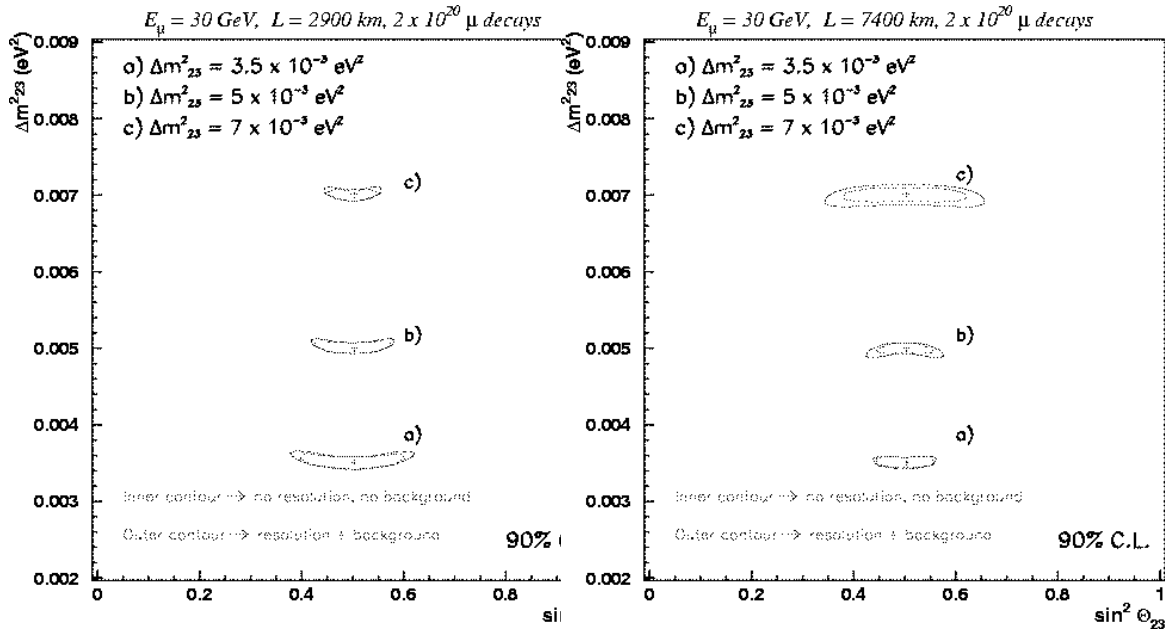 E_μ = 30 GeV, L = 2900 km, 2 x 10^20 μ decays
Δm²²³ (eV²)
a) Δm²₂₃ = 3.5 x 10⁻³ eV²
b) Δm²₂₃ = 5 x 10⁻³ eV²
c) Δm²₂₃ = 7 x 10⁻³ eV²
0.009
0.008
0.007
0.006
0.005
0.004
0.003
0.002
c)
b)
a)
Inner contour → no resolution, no background
Outer contour → resolution + background
90%
0 0.2 0.4 0.6 0.8
sin
E_μ = 30 GeV, L = 7400 km, 2 x 10^20 μ decays
Δm²²³ (eV²)
a) Δm²₂₃ = 3.5 x 10⁻³ eV²
b) Δm²₂₃ = 5 x 10⁻³ eV²
c) Δm²₂₃ = 7 x 10⁻³ eV²
0.009
0.008
0.007
0.006
0.005
0.004
0.003
0.002
c)
b)
a)
Inner contour → no resolution, no background
Outer contour → resolution + background
90% C.L.
0 0.2 0.4 0.6 0.8 1
sin² Θ₂₃